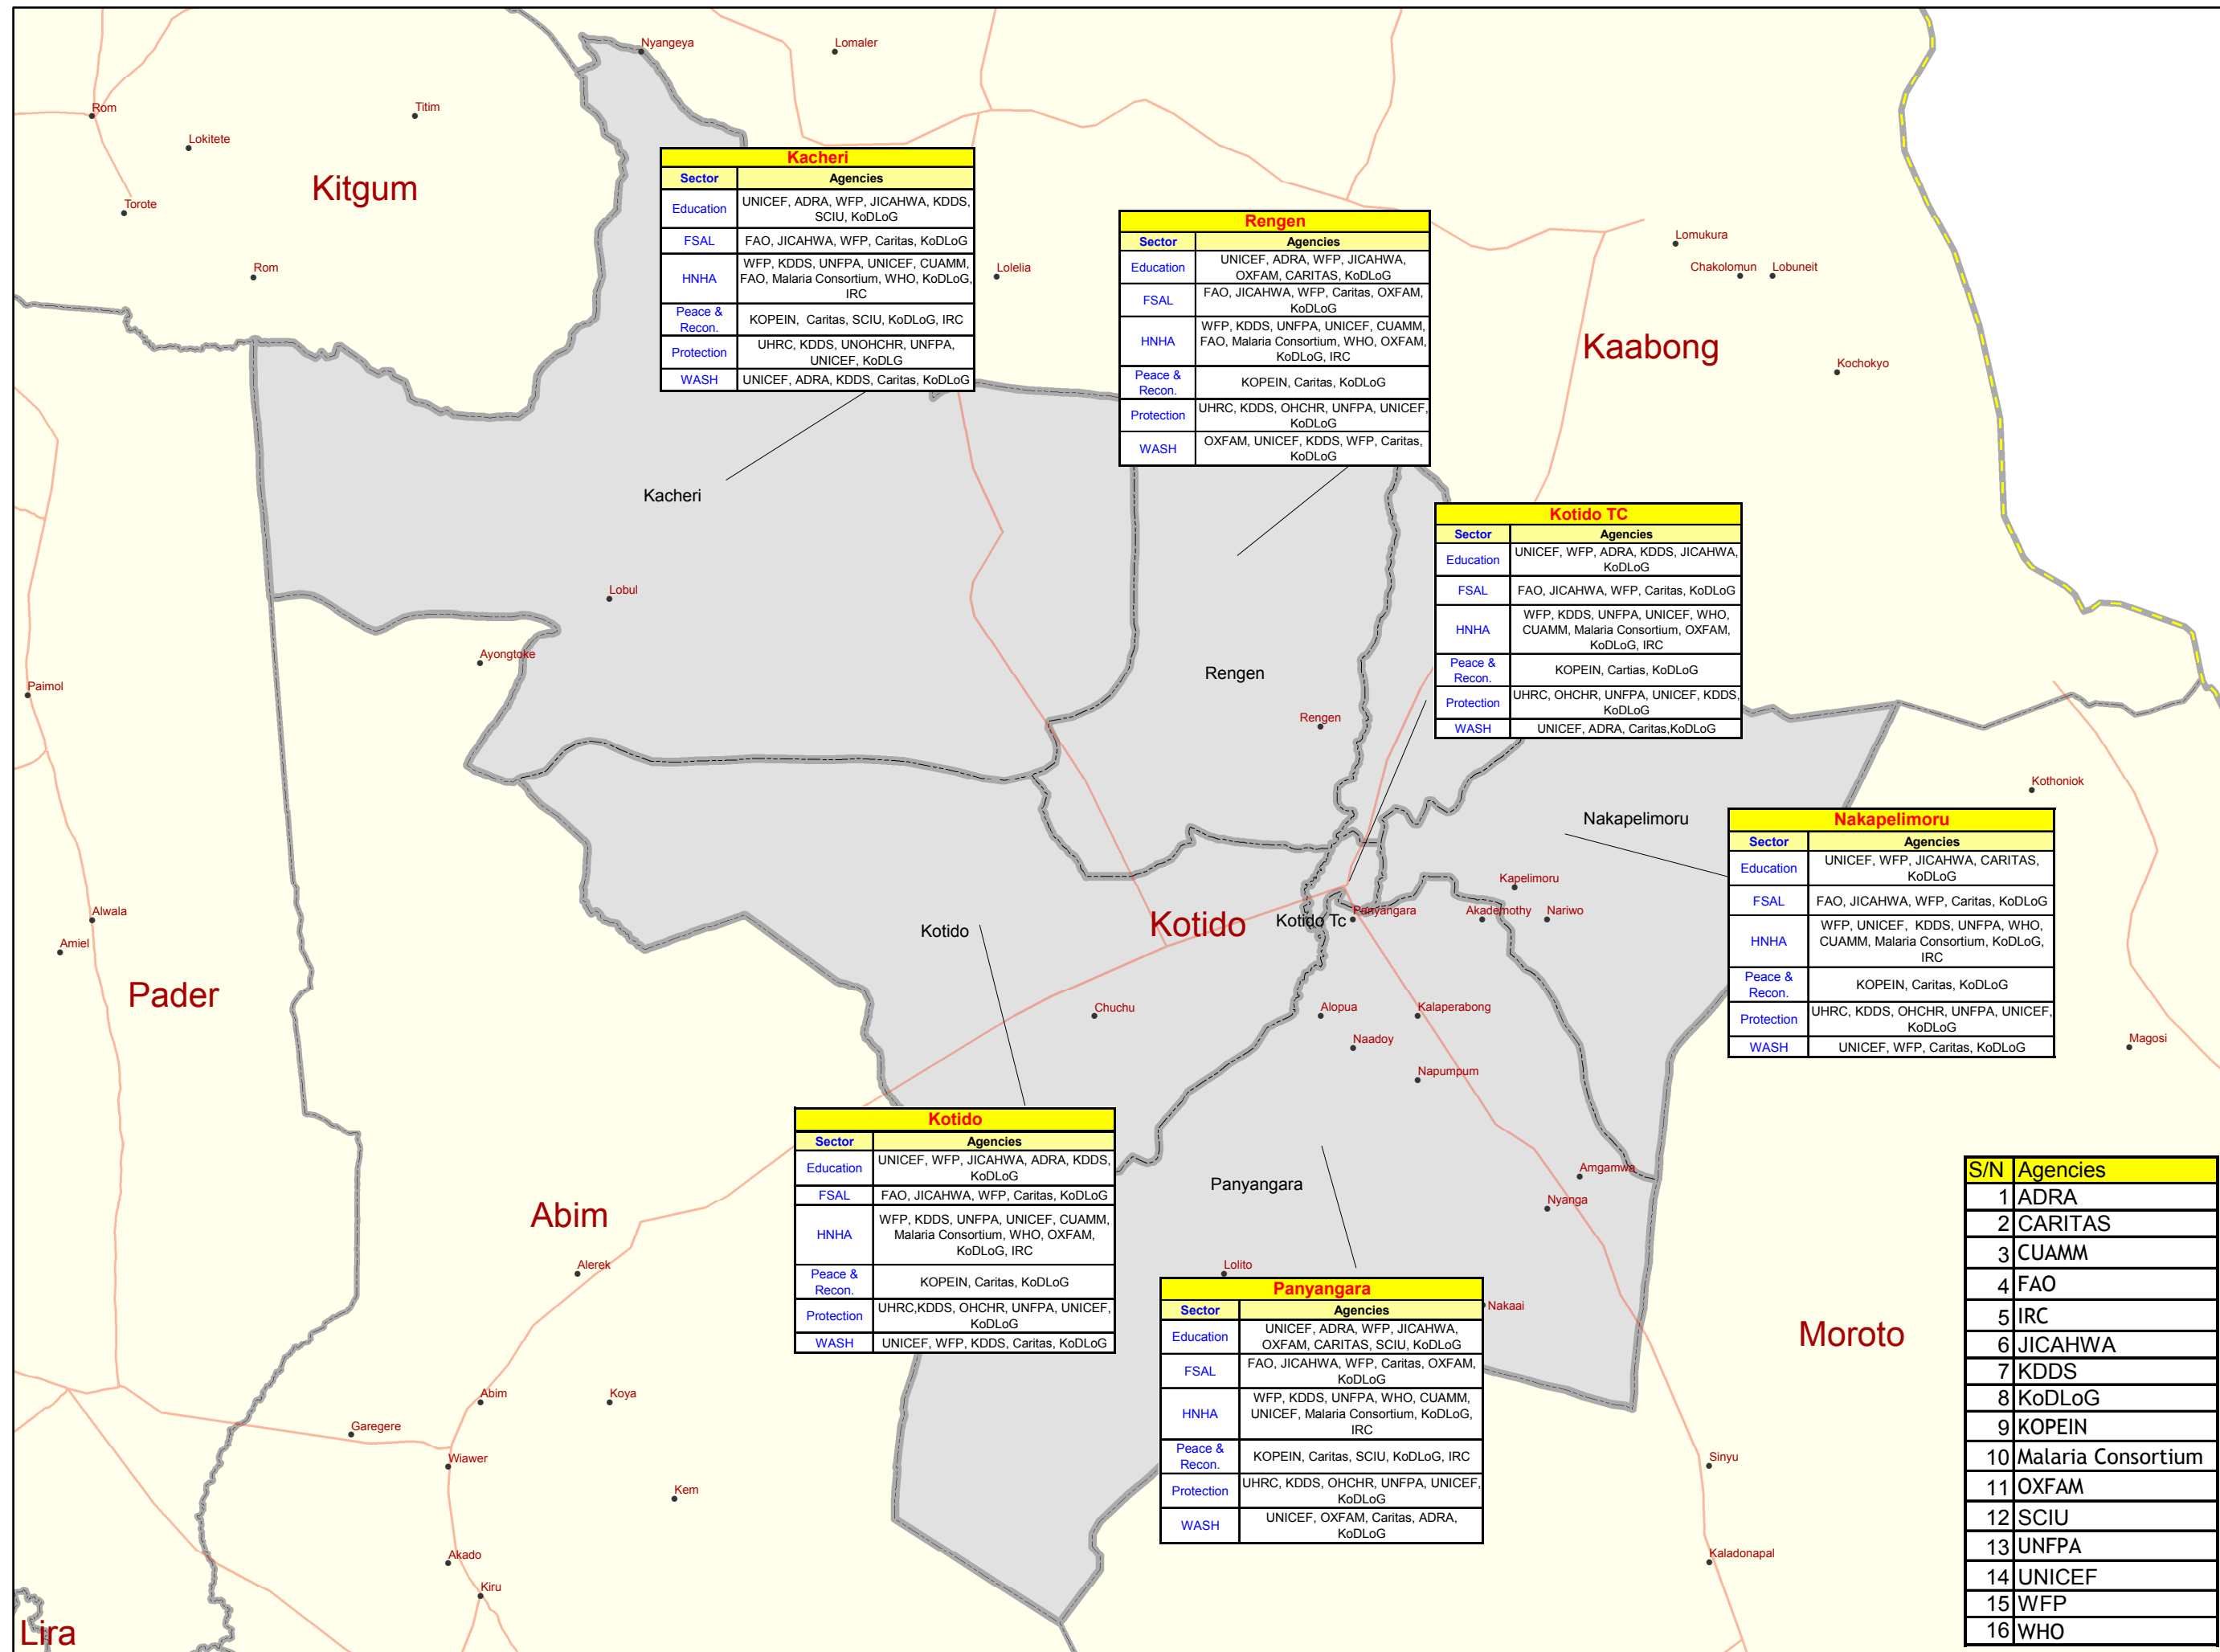 Nyangeya
Lomaler
Rom
Titim
Lokitete
Kitgum
Torote
Rom
Lolelia
Kacheri
Sector Agencies
Education UNICEF, ADRA, WFP, JICAHWA, KDDS,
SCIU, KoDLoG
FSAL FAO, JICAHWA, WFP, Caritas, KoDLoG
HNHA WFP, KDDS, UNFPA, UNICEF, CUAMM,
FAO, Malaria Consortium, WHO, KoDLoG,
IRC
Peace &
Recon. KOPEIN, Caritas, SCIU, KoDLoG, IRC
Protection UHRC, KDDS, UNOHCHR, UNFPA,
UNICEF, KoDLG
WASH UNICEF, ADRA, KDDS, Caritas, KoDLoG
Rengen
Sector Agencies
Education UNICEF, ADRA, WFP, JICAHWA,
OXFAM, CARITAS, KoDLoG
FSAL FAO, JICAHWA, WFP, Caritas, OXFAM,
KoDLoG
HNHA WFP, KDDS, UNFPA, UNICEF, CUAMM,
FAO, Malaria Consortium, WHO, OXFAM,
KoDLoG, IRC
Peace &
Recon. KOPEIN, Caritas, KoDLoG
Protection UHRC, KDDS, OHCHR, UNFPA, UNICEF,
KoDLoG
WASH OXFAM, UNICEF, KDDS, WFP, Caritas,
KoDLoG
Lomukura
Chakolomun
Lobuneit
Kaabong
Kochokyo
Kacheri
Lobul
Ayongtoke
Paimol
Rengen
Rengen
Kotido TC
Sector Agencies
Education UNICEF, WFP, ADRA, KDDS, JICAHWA,
KoDLoG
FSAL FAO, JICAHWA, WFP, Caritas, KoDLoG
HNHA WFP, KDDS, UNFPA, UNICEF, WHO,
CUAMM, Malaria Consortium, OXFAM,
KoDLoG, IRC
Peace &
Recon. KOPEIN, Cartias, KoDLoG
Protection UHRC, OHCHR, UNFPA, UNICEF, KDDS,
KoDLoG
WASH UNICEF, ADRA, Caritas,KoDLoG
Kothoniok
Nakapelimoru
Nakapelimoru
Sector Agencies
Education UNICEF, WFP, JICAHWA, CARITAS,
KoDLoG
FSAL FAO, JICAHWA, WFP, Caritas, KoDLoG
HNHA WFP, UNICEF, KDDS, UNFPA, WHO,
CUAMM, Malaria Consortium, KoDLoG,
IRC
Peace &
Recon. KOPEIN, Caritas, KoDLoG
Protection UHRC, KDDS, OHCHR, UNFPA, UNICEF,
KoDLoG
WASH UNICEF, WFP, Caritas, KoDLoG
Kapelimoru
Alwala
Amiel
Pader
Kotido
Kotido
Kotido Tc
Panyangara
Akademothy
Nariwo
Chuchu
Alopua
Kalaperabong
Naadoy
Napumpum
Magosi
Kotido
Sector Agencies
Education UNICEF, WFP, JICAHWA, ADRA, KDDS,
KoDLoG
FSAL FAO, JICAHWA, WFP, Caritas, KoDLoG
HNHA WFP, KDDS, UNFPA, UNICEF, CUAMM,
Malaria Consortium, WHO, OXFAM,
KoDLoG, IRC
Peace &
Recon. KOPEIN, Caritas, KoDLoG
Protection UHRC,KDDS, OHCHR, UNFPA, UNICEF,
KoDLoG
WASH UNICEF, WFP, KDDS, Caritas, KoDLoG
Abim
Panyangara
Amgamwa
Nyanga
Alerek
Lolito
Nakaai
Panyangara
Sector Agencies
Education UNICEF, ADRA, WFP, JICAHWA,
OXFAM, CARITAS, SCIU, KoDLoG
FSAL FAO, JICAHWA, WFP, Caritas, OXFAM,
KoDLoG
HNHA WFP, KDDS, UNFPA, WHO, CUAMM,
UNICEF, Malaria Consortium, KoDLoG,
IRC
Peace &
Recon. KOPEIN, Caritas, SCIU, KoDLoG, IRC
Protection UHRC, KDDS, OHCHR, UNFPA, UNICEF,
KoDLoG
WASH UNICEF, OXFAM, Caritas, ADRA,
KoDLoG
Moroto
Abim
Koya
Garegere
Wiawer
Kem
Sinyu
Akado
Kiru
Kaladonapal
Lira
S/N Agencies
1 ADRA
2 CARITAS
3 CUAMM
4 FAO
5 IRC
6 JICAHWA
7 KDDS
8 KoDLoG
9 KOPEIN
10 Malaria Consortium
11 OXFAM
12 SCIU
13 UNFPA
14 UNICEF
15 WFP
16 WHO